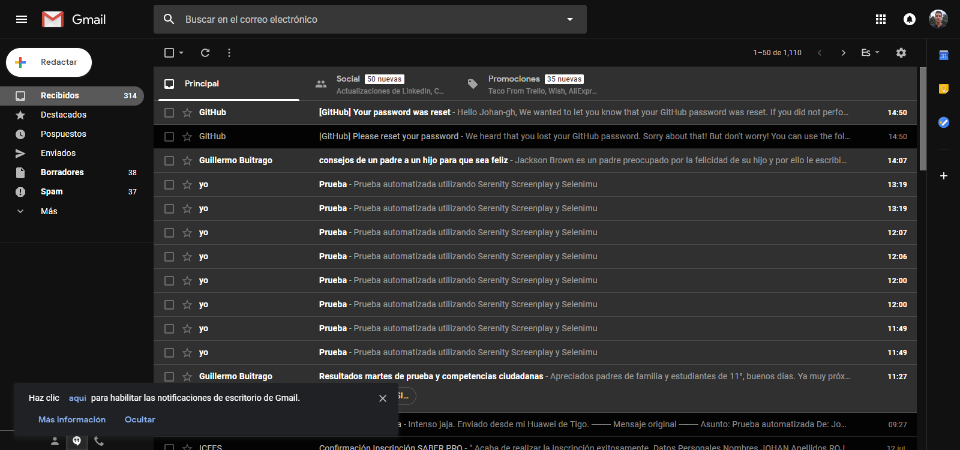 Gmail
Buscar en el correo electrónico
Redactar
1–50 de 1,110
Es
Recibidos 314
Destacados
Pospuestos
Enviados
Borradores 38
Spam 37
Más
Principal
Social 50 nuevas
Actualizaciones de LinkedIn, C...
Promociones 35 nuevas
Taco From Trello, Wish, AliExpr...
GitHub [GitHub] Your password was reset - Hello Johan-gh, We wanted to let you know that your GitHub password was reset. If you did not perfo... 14:50
GitHub [GitHub] Please reset your password - We heard that you lost your GitHub password. Sorry about that! But don't worry! You can use the fol... 14:50
Guillermo Buitrago consejos de un padre a un hijo para que sea feliz - Jackson Brown es un padre preocupado por la felicidad de su hijo y por ello le escribi... 14:07
yo Prueba - Prueba automatizada utilizando Serenity Screenplay y Selenimu 13:19
yo Prueba - Prueba automatizada utilizando Serenity Screenplay y Selenimu 13:19
yo Prueba - Prueba automatizada utilizando Serenity Screenplay y Selenimu 12:07
yo Prueba - Prueba automatizada utilizando Serenity Screenplay y Selenimu 12:06
yo Prueba - Prueba automatizada utilizando Serenity Screenplay y Selenimu 12:00
yo Prueba - Prueba automatizada utilizando Serenity Screenplay y Selenimu 12:00
yo Prueba - Prueba automatizada utilizando Serenity Screenplay y Selenimu 11:49
yo Prueba - Prueba automatizada utilizando Serenity Screenplay y Selenimu 11:49
Guillermo Buitrago Resultados martes de prueba y competencias ciudadanas - Apreciados padres de familia y estudiantes de 11°, buenos días. Ya muy próx... 11:27
Haz clic aquí para habilitar las notificaciones de escritorio de Gmail.
Más información Ocultar
- Intenso jaja. Enviado desde mi Huawei de Tigo. —— Mensaje original —— Asunto: Prueba automatizada De: Jo... 09:27
ICFES Confirmación Inscripción SABER PRO - " Acaba de realizar la inscripción exitosamente. Datos Personales Nombres JOHAN Apellidos 12 jul.